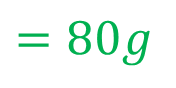 = 80g